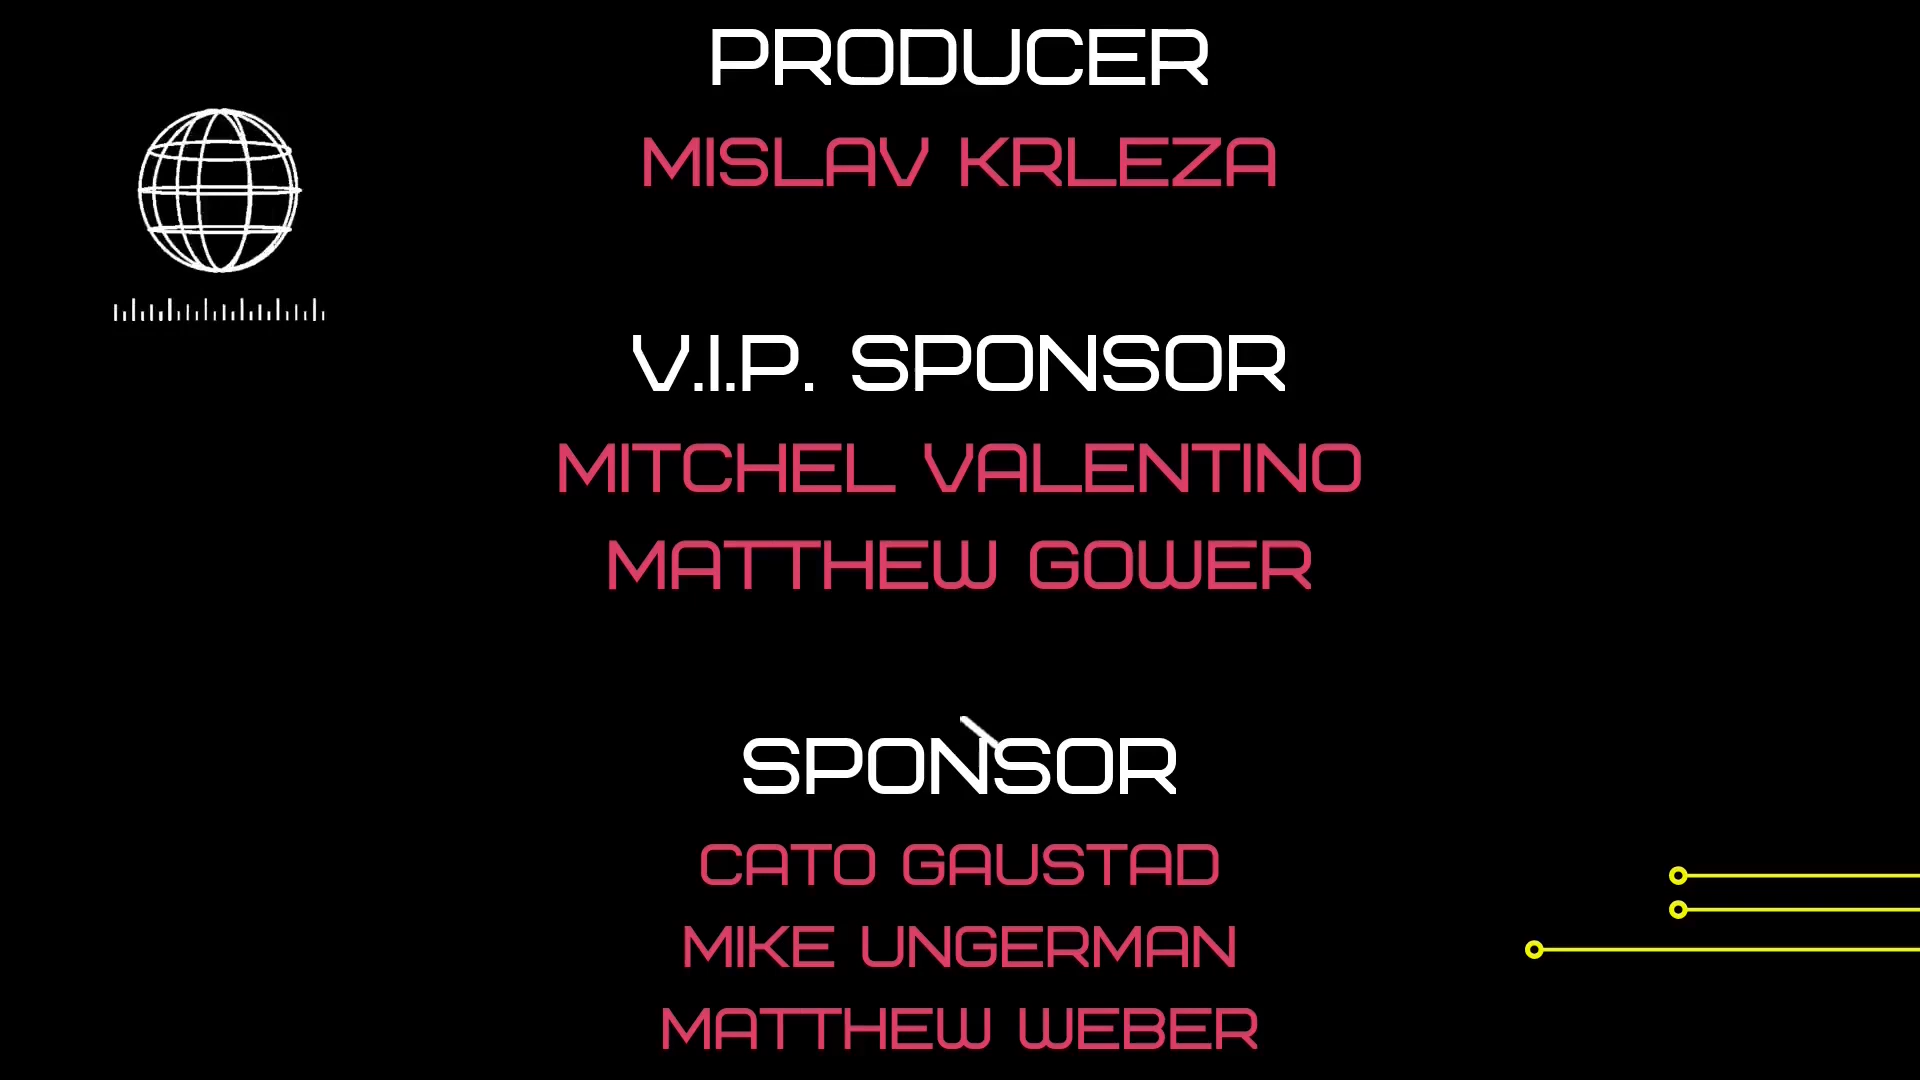 PRODUCER
MISLAV KRLEZA
V.I.P. SPONSOR
MITCHEL VALENTINO
MATTHEW GOWER
SPONSOR
CATO GAUSTAD
MIKE UNGERMAN
MATTHEW WEBER